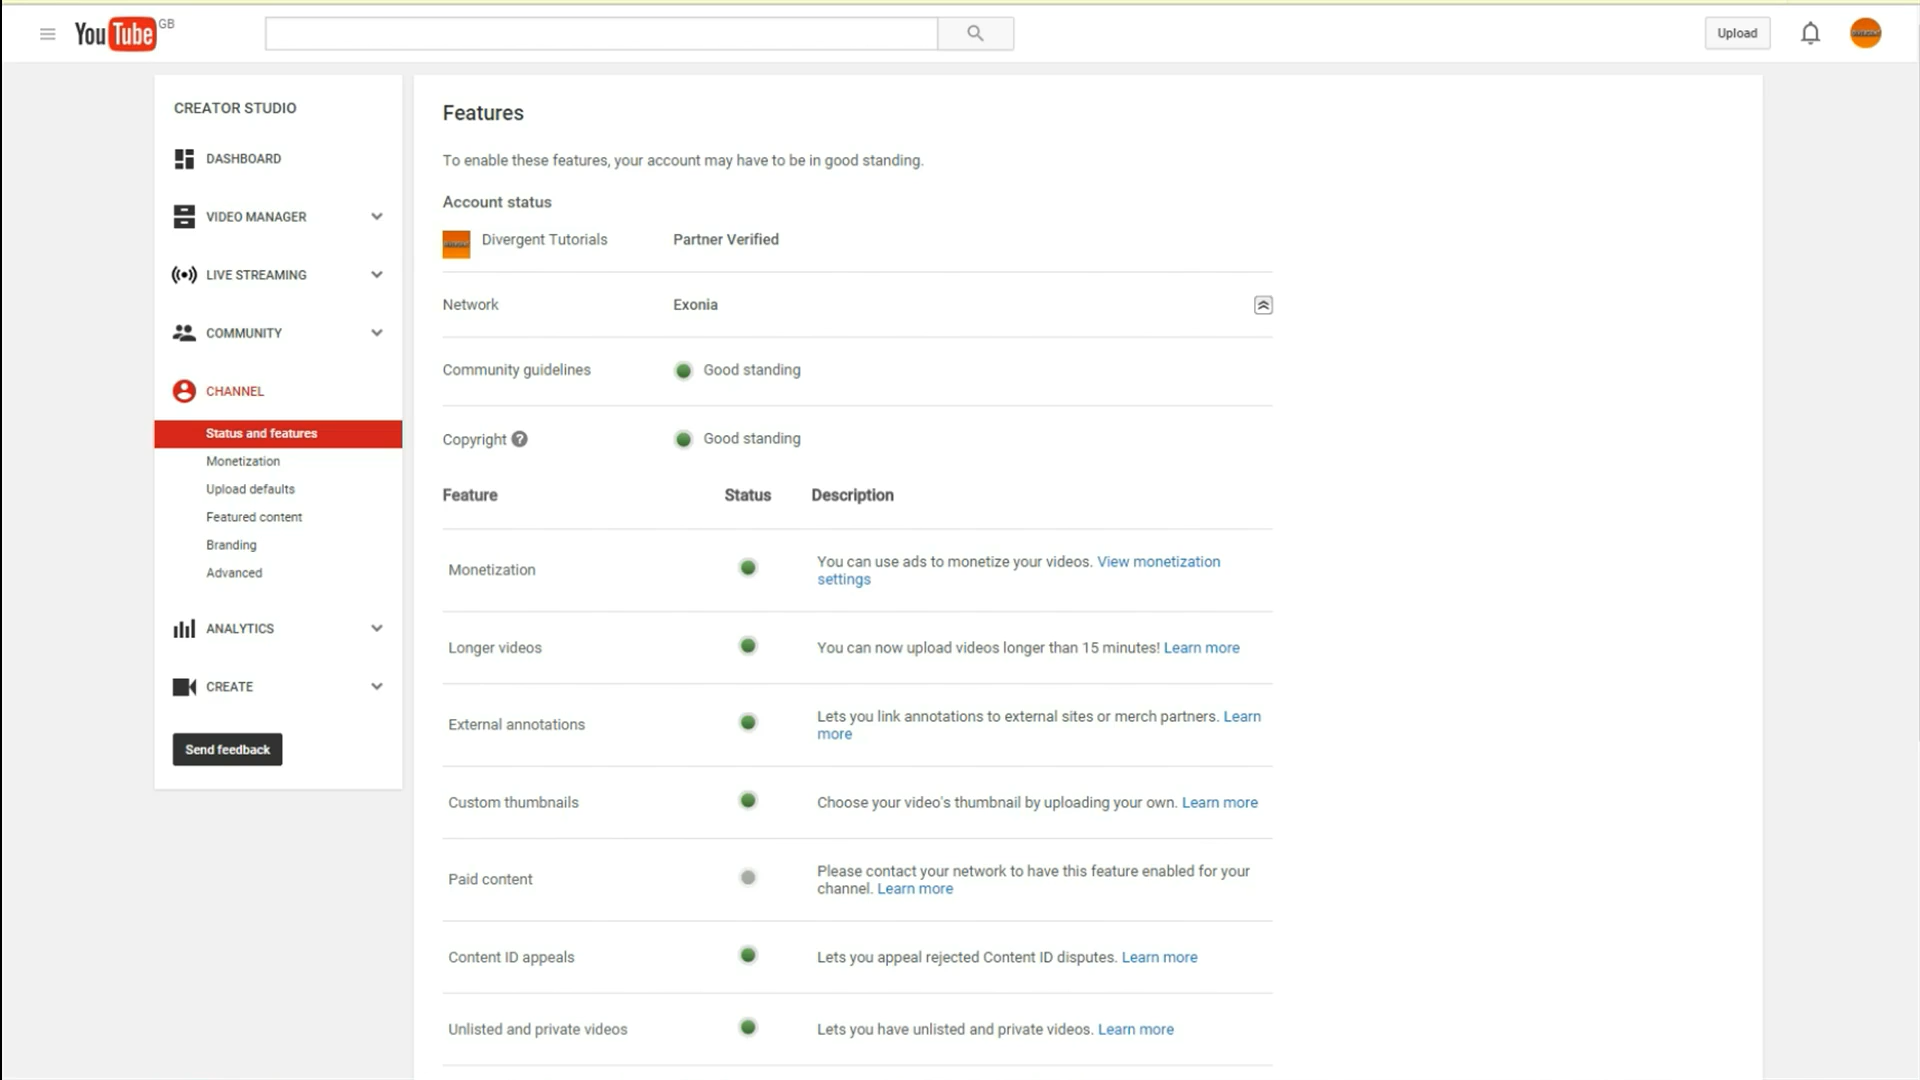 YouTube GB
Upload
CREATOR STUDIO
DASHBOARD
VIDEO MANAGER
LIVE STREAMING
COMMUNITY
CHANNEL
Status and features
Monetization
Upload defaults
Featured content
Branding
Advanced
ANALYTICS
CREATE
Send feedback
Features
To enable these features, your account may have to be in good standing.
Account status
Divergent Tutorials Partner Verified
Network Exonia
Community guidelines Good standing
Copyright ? Good standing
Feature Status Description
Monetization You can use ads to monetize your videos. View monetization
settings
Longer videos You can now upload videos longer than 15 minutes! Learn more
External annotations Lets you link annotations to external sites or merch partners. Learn
more
Custom thumbnails Choose your video's thumbnail by uploading your own. Learn more
Paid content Please contact your network to have this feature enabled for your
channel. Learn more
Content ID appeals Lets you appeal rejected Content ID disputes. Learn more
Unlisted and private videos Lets you have unlisted and private videos. Learn more